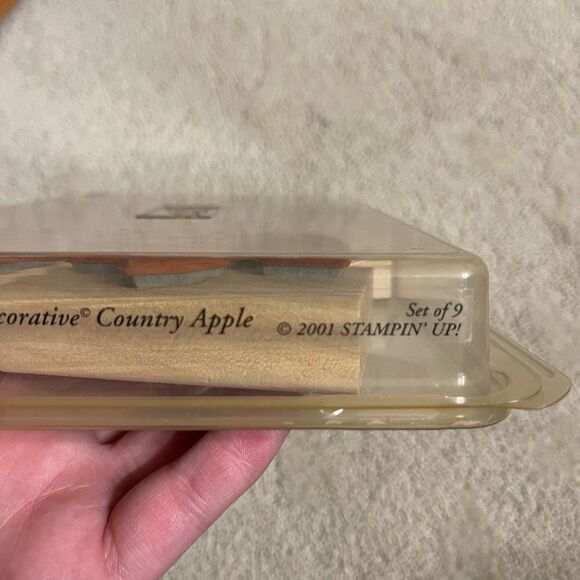 corative© Country Apple
Set of 9
© 2001 STAMPIN' UP!